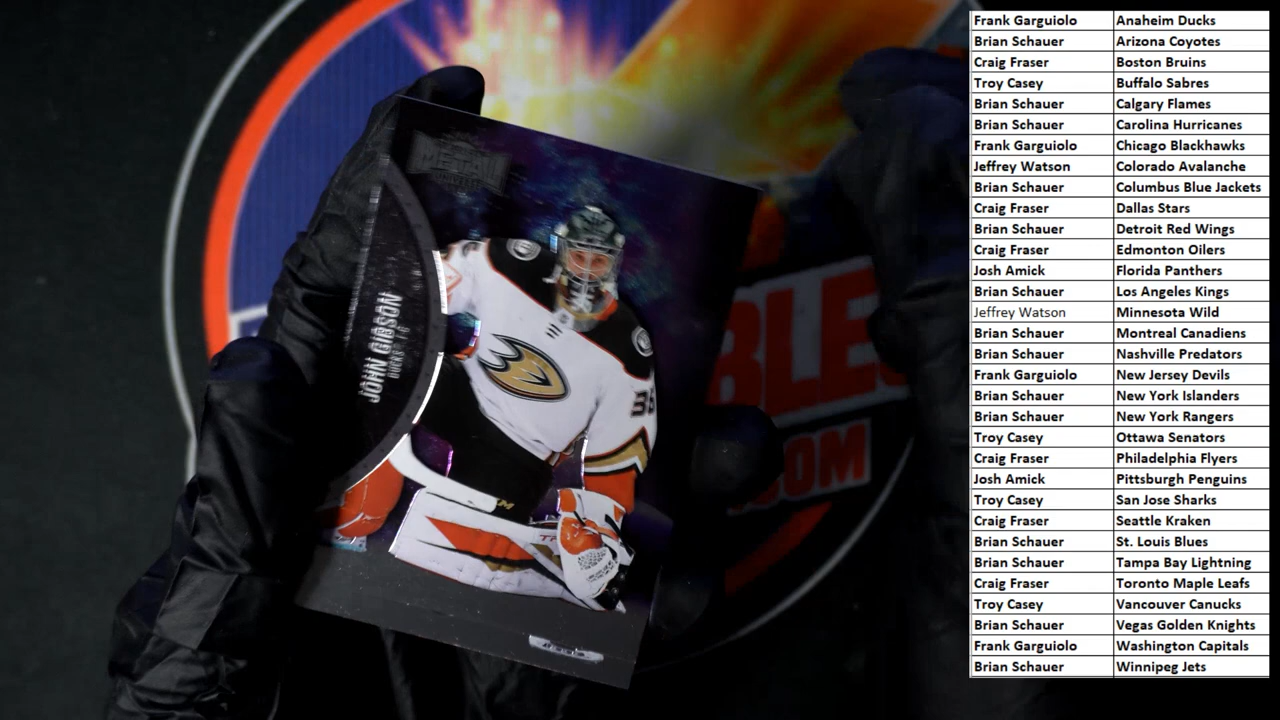 METAL
UNIVERSE
JOHN GIBSON
DUCKS
36
BLE
.COM
Frank Garguiolo Anaheim Ducks
Brian Schauer Arizona Coyotes
Craig Fraser Boston Bruins
Troy Casey Buffalo Sabres
Brian Schauer Calgary Flames
Brian Schauer Carolina Hurricanes
Frank Garguiolo Chicago Blackhawks
Jeffrey Watson Colorado Avalanche
Brian Schauer Columbus Blue Jackets
Craig Fraser Dallas Stars
Brian Schauer Detroit Red Wings
Craig Fraser Edmonton Oilers
Josh Amick Florida Panthers
Brian Schauer Los Angeles Kings
Jeffrey Watson Minnesota Wild
Brian Schauer Montreal Canadiens
Brian Schauer Nashville Predators
Frank Garguiolo New Jersey Devils
Brian Schauer New York Islanders
Brian Schauer New York Rangers
Troy Casey Ottawa Senators
Craig Fraser Philadelphia Flyers
Josh Amick Pittsburgh Penguins
Troy Casey San Jose Sharks
Craig Fraser Seattle Kraken
Brian Schauer St. Louis Blues
Brian Schauer Tampa Bay Lightning
Craig Fraser Toronto Maple Leafs
Troy Casey Vancouver Canucks
Brian Schauer Vegas Golden Knights
Frank Garguiolo Washington Capitals
Brian Schauer Winnipeg Jets